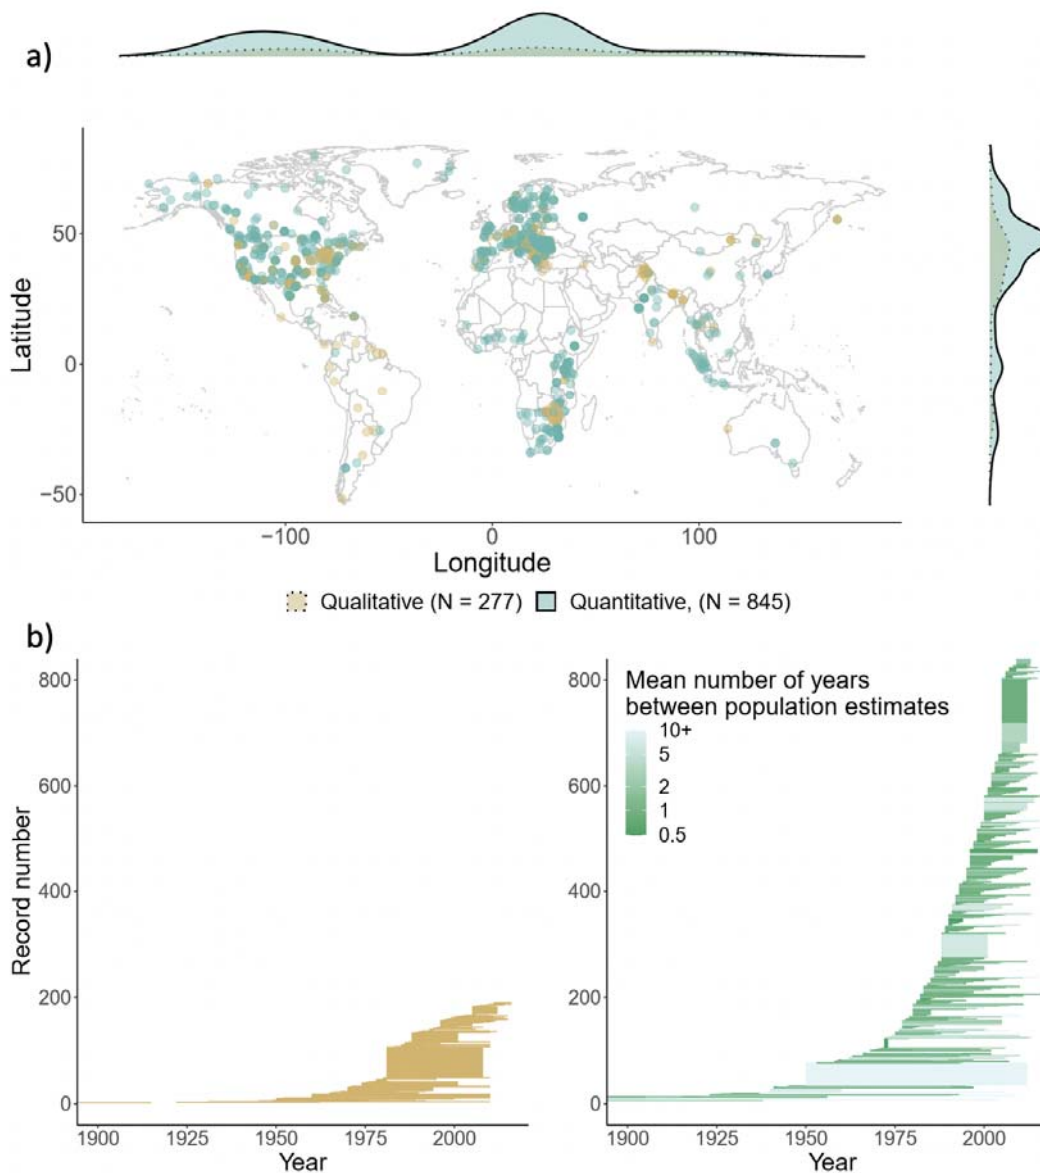 a)
Latitude
50
0
−50
−100
0
100
Longitude
Qualitative (N = 277)
Quantitative, (N = 845)
b)
Record number
800
600
400
200
0
1900
1925
1950
1975
2000
Year
800
600
400
200
0
Mean number of years
between population estimates
10+
5
2
1
0.5
1900
1925
1950
1975
2000
Year